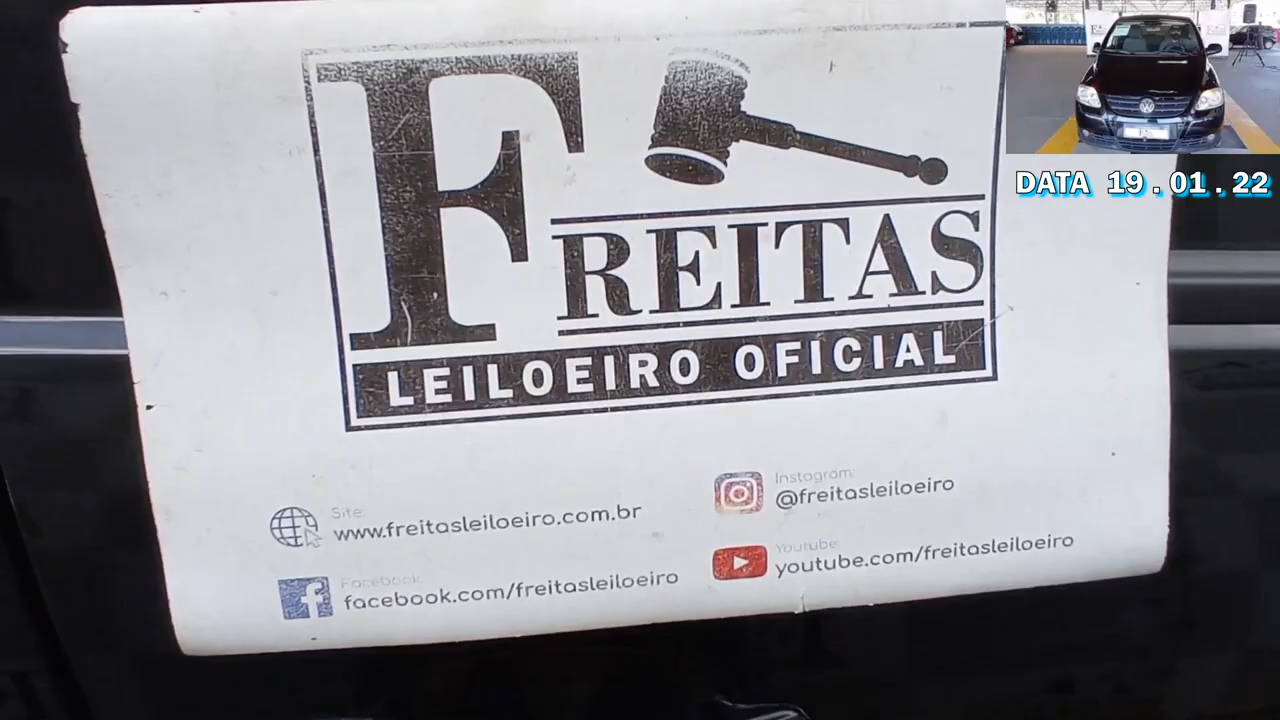 FREITAS
LEILOEIRO OFICIAL
Site:
www.freitasleiloeiro.com.br
Facebook:
facebook.com/freitasleiloeiro
Instagram:
@freitasleiloeiro
Youtube:
youtube.com/freitasleiloeiro
DATA 19.01.22